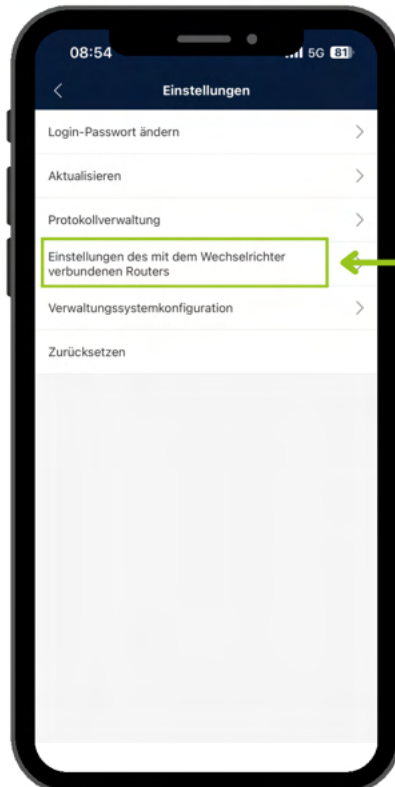 08:54 5G 81
Einstellungen
Login-Passwort ändern
Aktualisieren
Protokollverwaltung
Einstellungen des mit dem Wechselrichter
verbundenen Routers
Verwaltungssystemkonfiguration
Zurücksetzen